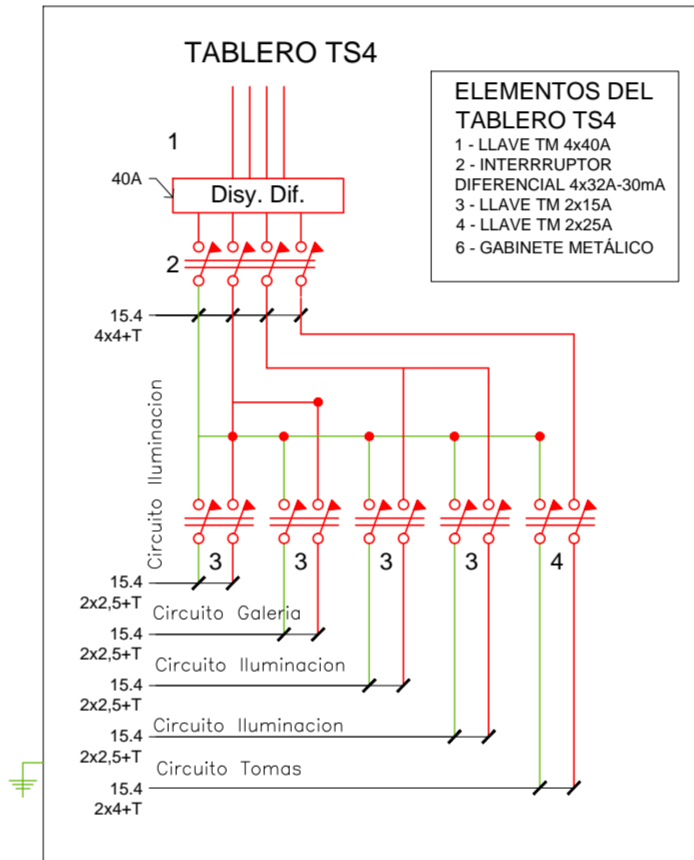 TABLERO TS4
ELEMENTOS DEL
TABLERO TS4
1 - LLAVE TM 4x40A
2 - INTERRRUPTOR
DIFERENCIAL 4x32A-30mA
3 - LLAVE TM 2x15A
4 - LLAVE TM 2x25A
6 - GABINETE METÁLICO
1
40A
Disy. Dif.
2
15.4
4x4+T
Circuito Iluminacion
3
3
3
3
4
15.4
2x2,5+T
Circuito Galeria
15.4
2x2,5+T
Circuito Iluminacion
15.4
2x2,5+T
Circuito Iluminacion
15.4
2x2,5+T
Circuito Tomas
15.4
2x4+T